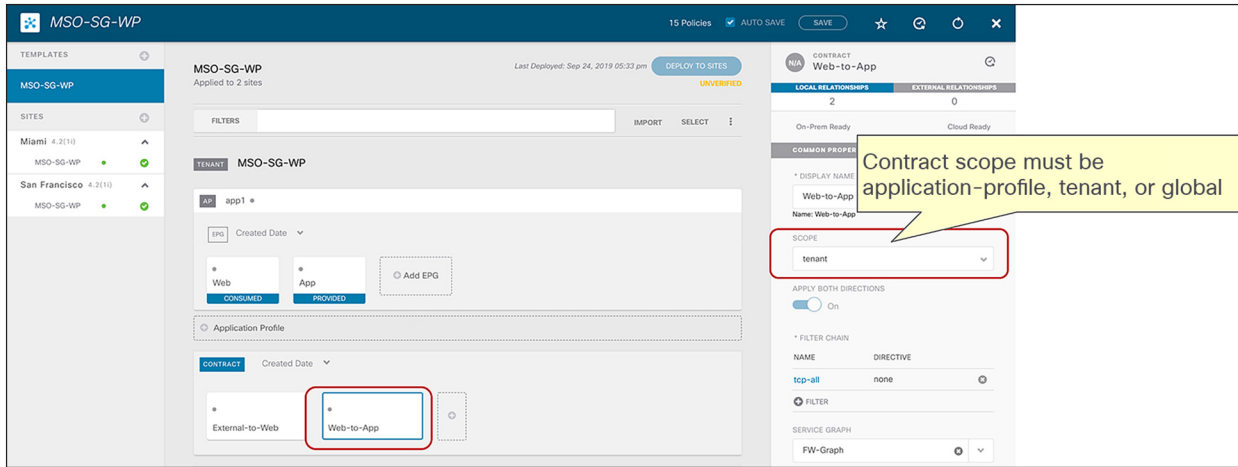 MSO-SG-WP
15 Policies AUTO SAVE SAVE
TEMPLATES
MSO-SG-WP
SITES
Miami 4.2(1i)
MSO-SG-WP
San Francisco 4.2(1i)
MSO-SG-WP
MSO-SG-WP
Applied to 2 sites
Last Deployed: Sep 24, 2019 05:33 pm DEPLOY TO SITES
UNVERIFIED
FILTERS IMPORT SELECT
TENANT MSO-SG-WP
AP app1
EPG Created Date
Web
CONSUMED
App
PROVIDED
Add EPG
Application Profile
CONTRACT Created Date
External-to-Web
Web-to-App
N/A CONTRACT
Web-to-App
LOCAL RELATIONSHIPS EXTERNAL RELATIONSHIPS
2 0
On-Prem Ready Cloud Ready
COMMON PROPER
Contract scope must be
application-profile, tenant, or global
* DISPLAY NAME
Web-to-App
Name: Web-to-App
SCOPE
tenant
APPLY BOTH DIRECTIONS
On
* FILTER CHAIN
NAME DIRECTIVE
tcp-all none
FILTER
SERVICE GRAPH
FW-Graph